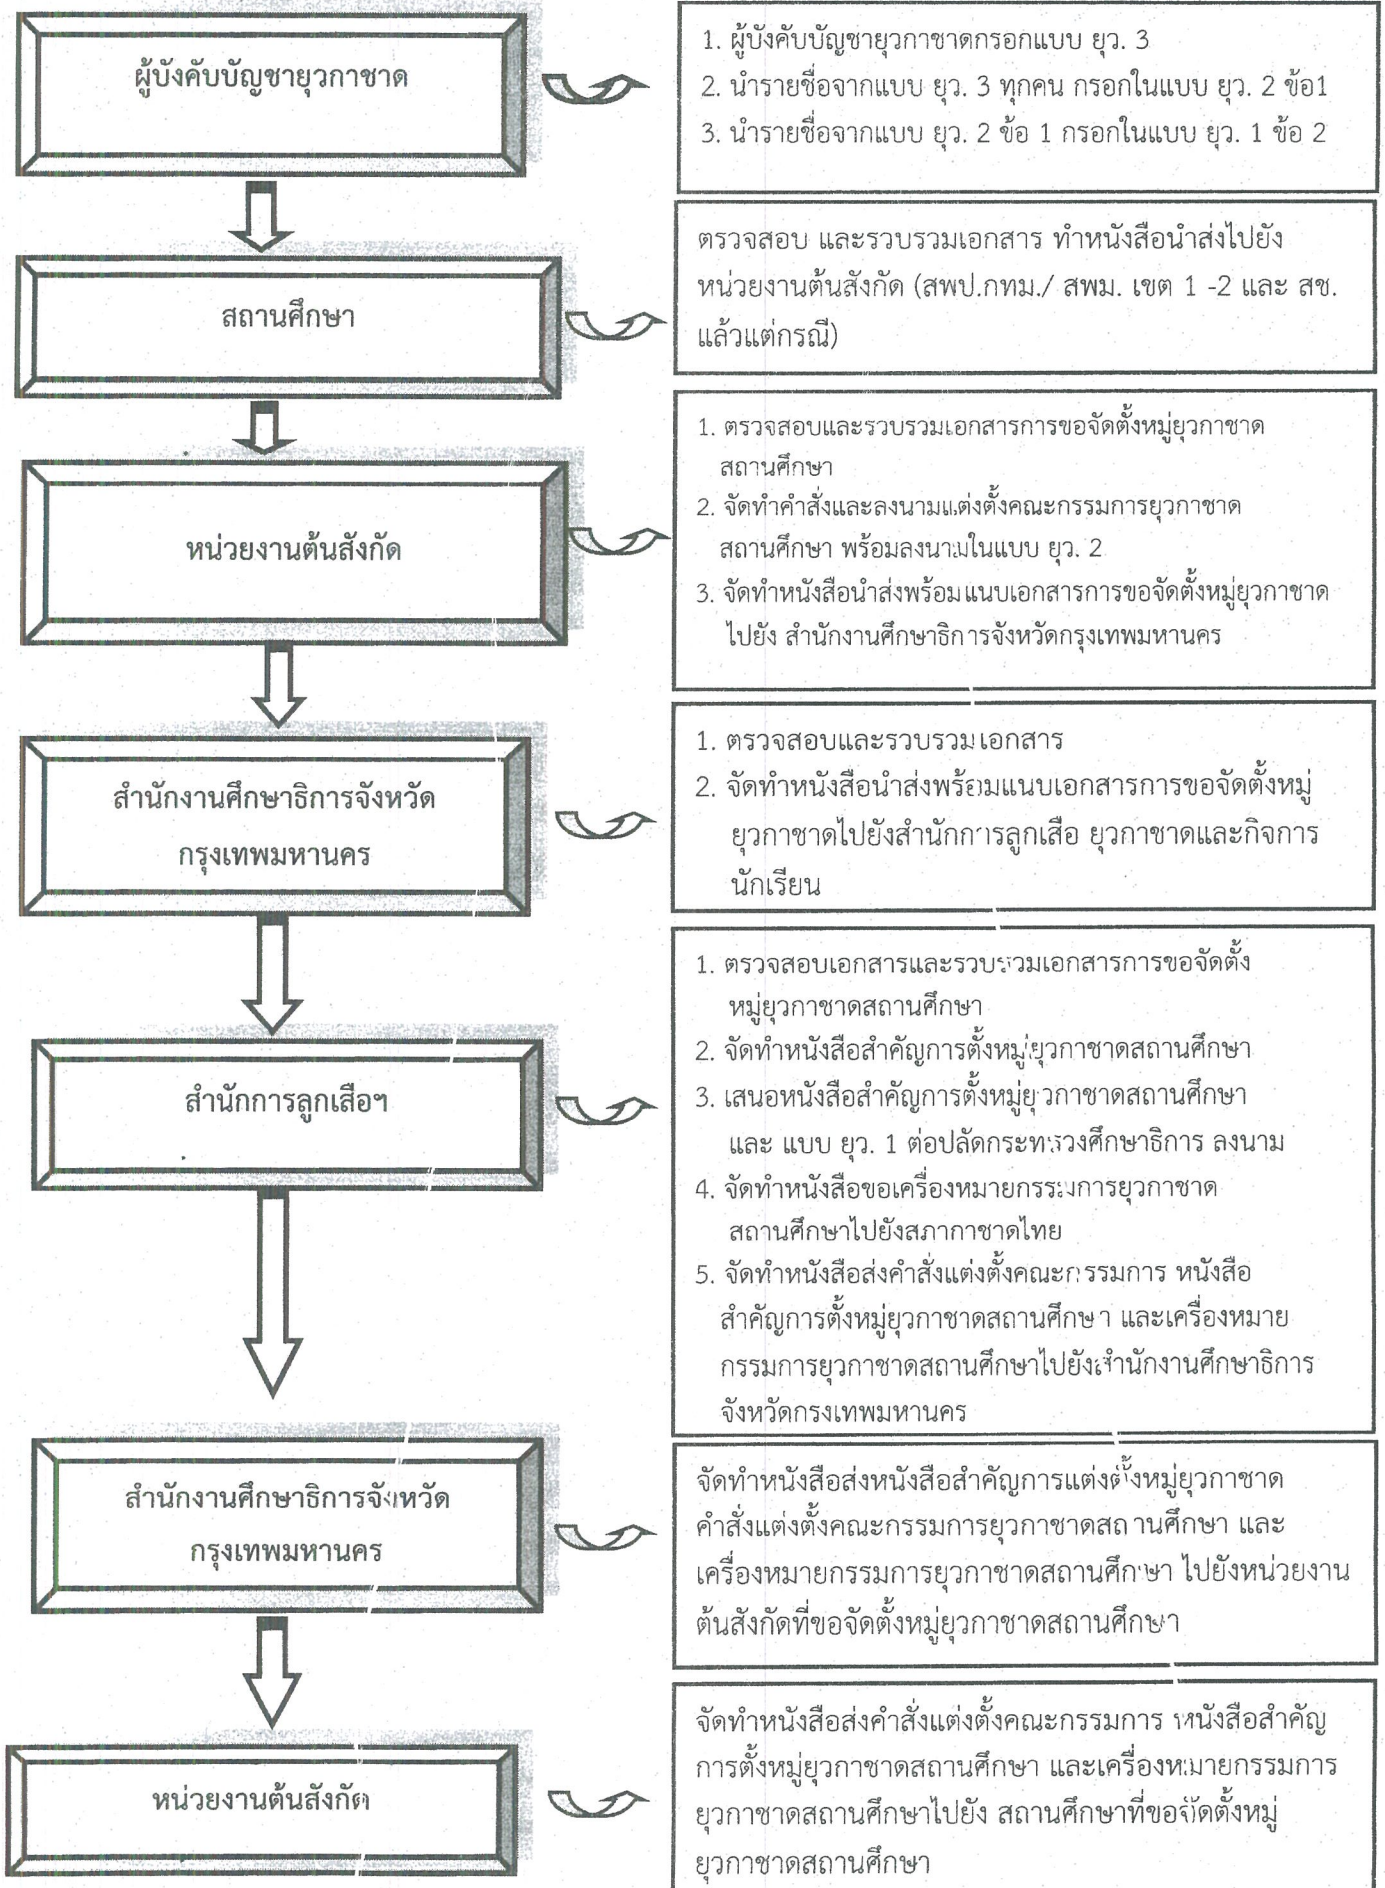 ผู้บังคับบัญชายุวกาชาด
1. ผู้บังคับบัญชายุวกาชาดกรอกแบบ ยุว. 3
2. นำรายชื่อจากแบบ ยุว. 3 ทุกคน กรอกในแบบ ยุว. 2 ข้อ1
3. นำรายชื่อจากแบบ ยุว. 2 ข้อ 1 กรอกในแบบ ยุว. 1 ข้อ 2
สถานศึกษา
ตรวจสอบ และรวบรวมเอกสาร ทำหนังสือนำส่งไปยัง
หน่วยงานต้นสังกัด (สพป.กทม./ สพม. เขต 1 -2 และ สช.
แล้วแต่กรณี)
หน่วยงานต้นสังกัด
1. ตรวจสอบและรวบรวมเอกสารการขอจัดตั้งหมู่ยุวกาชาด
สถานศึกษา
2. จัดทำคำสั่งและลงนามแต่งตั้งคณะกรรมการยุวกาชาด
สถานศึกษา พร้อมลงนามในแบบ ยุว. 2
3. จัดทำหนังสือนำส่งพร้อมแนบเอกสารการขอจัดตั้งหมู่ยุวกาชาด
ไปยัง สำนักงานศึกษาธิการจังหวัดกรุงเทพมหานคร
สำนักงานศึกษาธิการจังหวัด
กรุงเทพมหานคร
1. ตรวจสอบและรวบรวมเอกสาร
2. จัดทำหนังสือนำส่งพร้อมแนบเอกสารการขอจัดตั้งหมู่
ยุวกาชาดไปยังสำนักการลูกเสือ ยุวกาชาดและกิจการ
นักเรียน
สำนักการลูกเสือฯ
1. ตรวจสอบเอกสารและรวบรวมเอกสารการขอจัดตั้ง
หมู่ยุวกาชาดสถานศึกษา
2. จัดทำหนังสือสำคัญการตั้งหมู่ยุวกาชาดสถานศึกษา
3. เสนอหนังสือสำคัญการตั้งหมู่ยุวกาชาดสถานศึกษา
และ แบบ ยุว. 1 ต่อปลัดกระทรวงศึกษาธิการ ลงนาม
4. จัดทำหนังสือขอเครื่องหมายกรรมการยุวกาชาด
สถานศึกษาไปยังสภากาชาดไทย
5. จัดทำหนังสือส่งคำสั่งแต่งตั้งคณะกรรมการ หนังสือ
สำคัญการตั้งหมู่ยุวกาชาดสถานศึกษา และเครื่องหมาย
กรรมการยุวกาชาดสถานศึกษาไปยังสำนักงานศึกษาธิการ
จังหวัดกรงเทพมหานคร
สำนักงานศึกษาธิการจังหวัด
กรุงเทพมหานคร
จัดทำหนังสือส่งหนังสือสำคัญการแต่งตั้งหมู่ยุวกาชาด
คำสั่งแต่งตั้งคณะกรรมการยุวกาชาดสถานศึกษา และ
เครื่องหมายกรรมการยุวกาชาดสถานศึกษา ไปยังหน่วยงาน
ต้นสังกัดที่ขอจัดตั้งหมู่ยุวกาชาดสถานศึกษา
หน่วยงานต้นสังกัด
จัดทำหนังสือส่งคำสั่งแต่งตั้งคณะกรรมการ หนังสือสำคัญ
การตั้งหมู่ยุวกาชาดสถานศึกษา และเครื่องหมายกรรมการ
ยุวกาชาดสถานศึกษาไปยัง สถานศึกษาที่ขอจัดตั้งหมู่
ยุวกาชาดสถานศึกษา